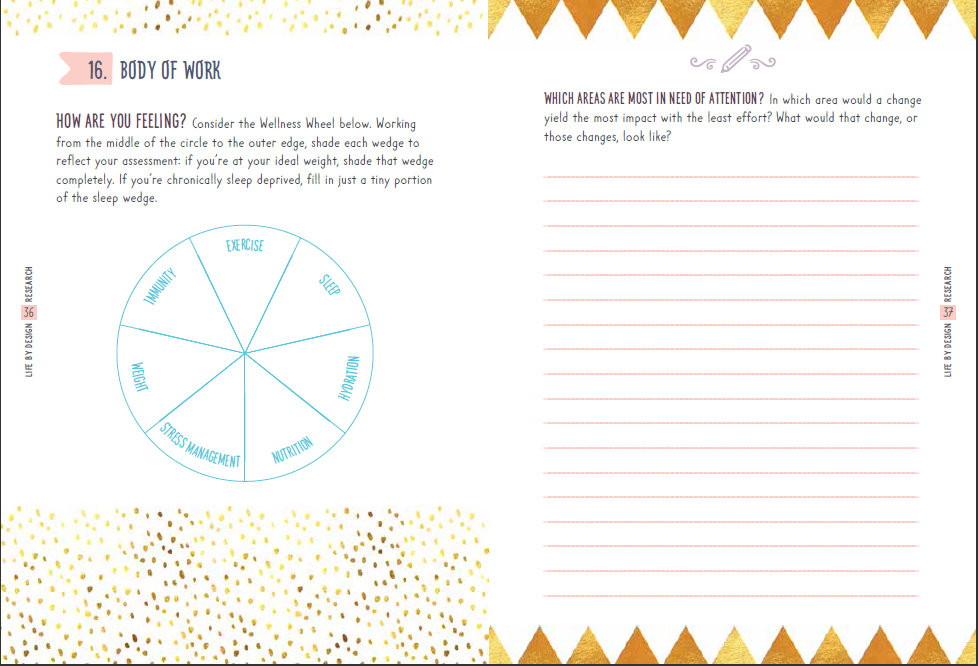 16. BODY OF WORK
HOW ARE YOU FEELING? Consider the Wellness Wheel below. Working
from the middle of the circle to the outer edge, shade each wedge to
reflect your assessment: if you're at your ideal weight, shade that wedge
completely. If you're chronically sleep deprived, fill in just a tiny portion
of the sleep wedge.
EXERCISE
SLEEP
HYDRATION
NUTRITION
STRESS MANAGEMENT
WEIGHT
IMMUNITY
LIFE BY DESIGN 36 RESEARCH
WHICH AREAS ARE MOST IN NEED OF ATTENTION? In which area would a change
yield the most impact with the least effort? What would that change, or
those changes, look like?
LIFE BY DESIGN 37 RESEARCH